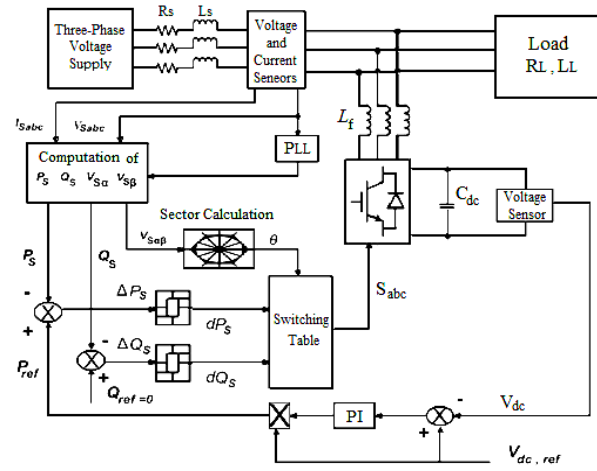 Three-Phase
Voltage
Supply
Rs Ls
Voltage
and
Current
Seneors
Load
RL , LL
ISabc
VSabc
PLL
Lf
Computation of
PS QS VSα VSβ
Cdc
Voltage
Sensor
Sector Calculation
vSαβ
θ
PS
QS
Sabc
ΔPS
dPS
Switching
Table
-
+
ΔQS
dQS
-
+
Pref
Qref =0
PI
-
+
Vdc
Vdc , ref